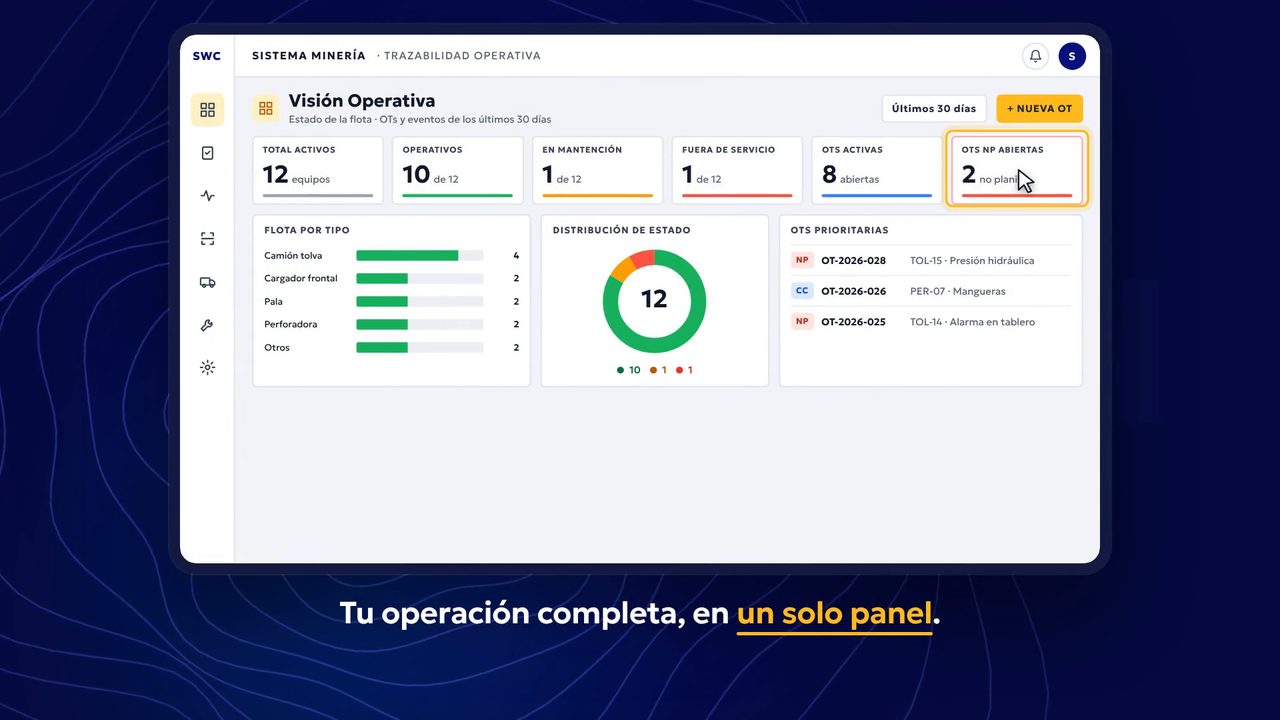 SWC
SISTEMA MINERÍA · TRAZABILIDAD OPERATIVA
S
Visión Operativa
Estado de la flota · OTs y eventos de los últimos 30 días
Últimos 30 días
+ NUEVA OT
TOTAL ACTIVOS
12 equipos
OPERATIVOS
10 de 12
EN MANTENCIÓN
1 de 12
FUERA DE SERVICIO
1 de 12
OTS ACTIVAS
8 abiertas
OTS NP ABIERTAS
2 no
FLOTA POR TIPO
Camión tolva 4
Cargador frontal 2
Pala 2
Perforadora 2
Otros 2
DISTRIBUCIÓN DE ESTADO
12
10 1 1
OTS PRIORITARIAS
NP OT-2026-028 TOL-15 · Presión hidráulica
CC OT-2026-026 PER-07 · Mangueras
NP OT-2026-025 TOL-14 · Alarma en tablero
Tu operación completa, en un solo panel.